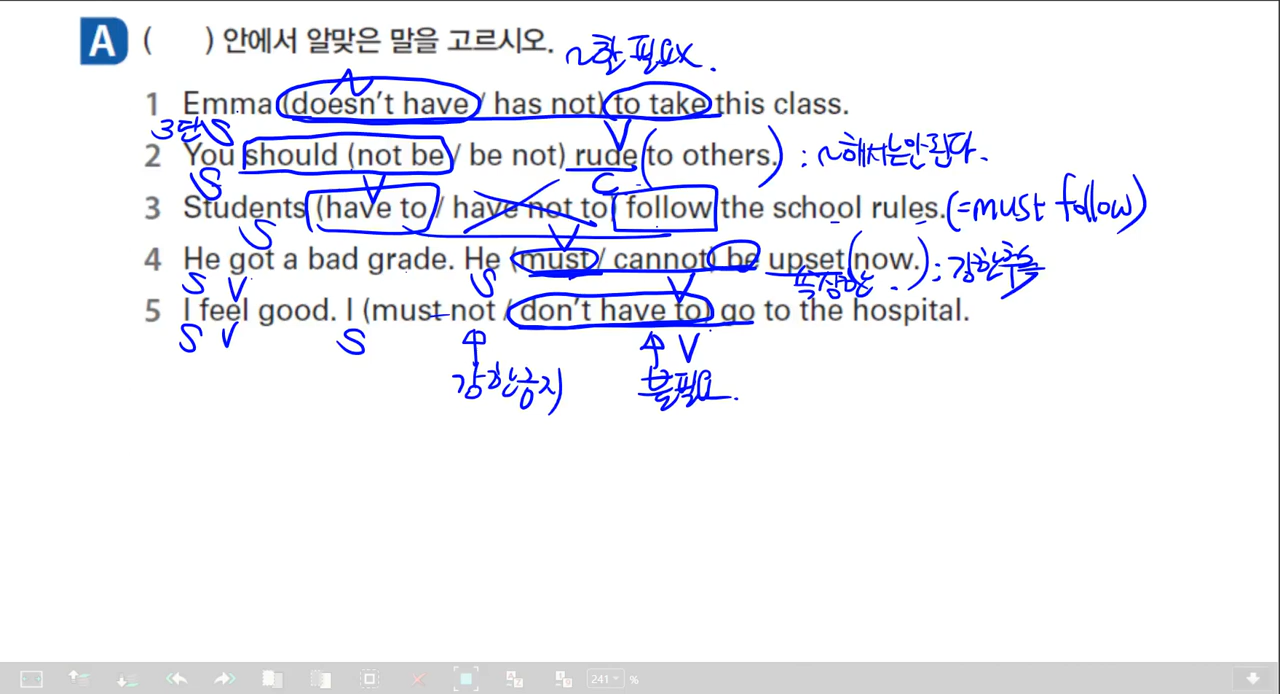 A ( ) 안에서 알맞은 말을 고르시오.
~할 필요X.
1 Emma (doesn't have / has not) to take this class.
3단 S V
2 You should (not be / be not) rude (to others.) : ~해서는 안 된다.
S V C
3 Students (have to / have not to) follow the school rules. (=must follow)
S V
4 He got a bad grade. He (must / cannot) be upset (now.) : 강한추측
S V S V 속상한.
5 I feel good. I (must not / don't have to) go to the hospital.
S V S V
강한금지 불필요.
241 %